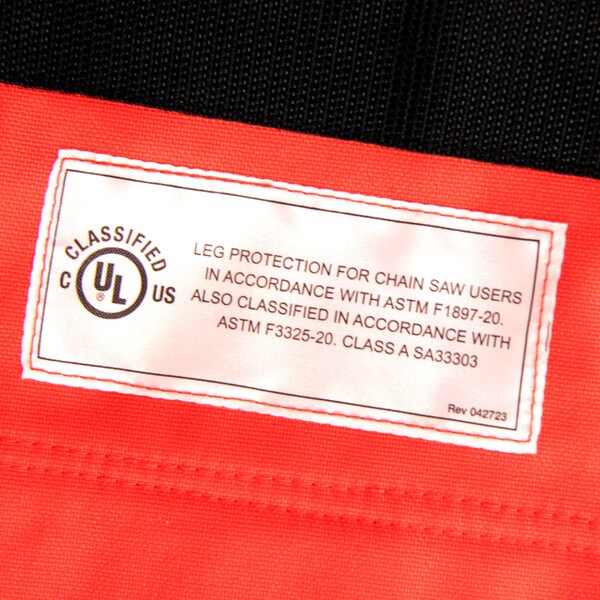 CLASSIFIED
C UL US
®
LEG PROTECTION FOR CHAIN SAW USERS
IN ACCORDANCE WITH ASTM F1897-20.
ALSO CLASSIFIED IN ACCORDANCE WITH
ASTM F3325-20. CLASS A SA33303
Rev 042723